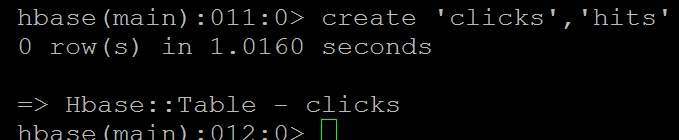 hbase(main):011:0> create 'clicks','hits'
0 row(s) in 1.0160 seconds
=> Hbase::Table - clicks
hbase(main):012:0>